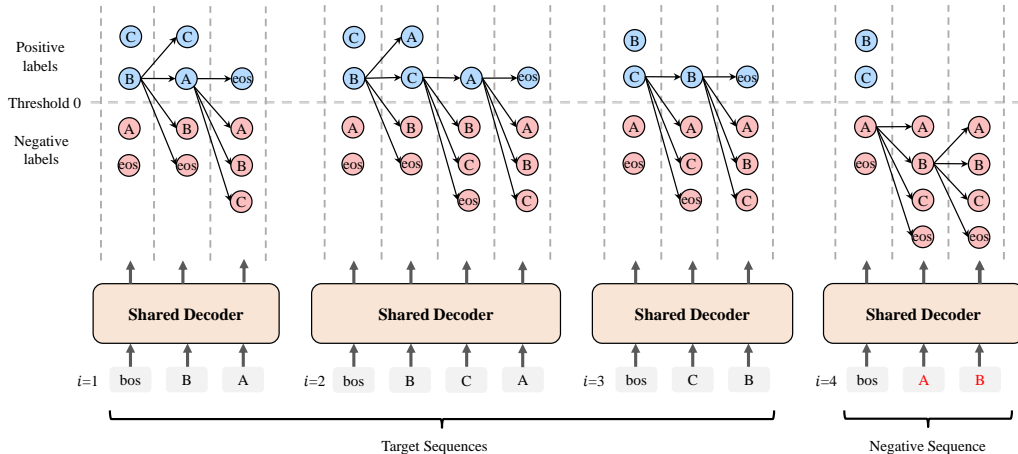 C C C A B B
Positive labels
B A eos B C A eos C B eos C
Threshold 0
Negative labels
A B A A B B C A A A A A A
eos eos B eos eos C B eos C B eos B B
C eos C eos C C C
eos eos
Shared Decoder Shared Decoder Shared Decoder Shared Decoder
i=1 bos B A i=2 bos B C A i=3 bos C B i=4 bos A B
Target Sequences Negative Sequence